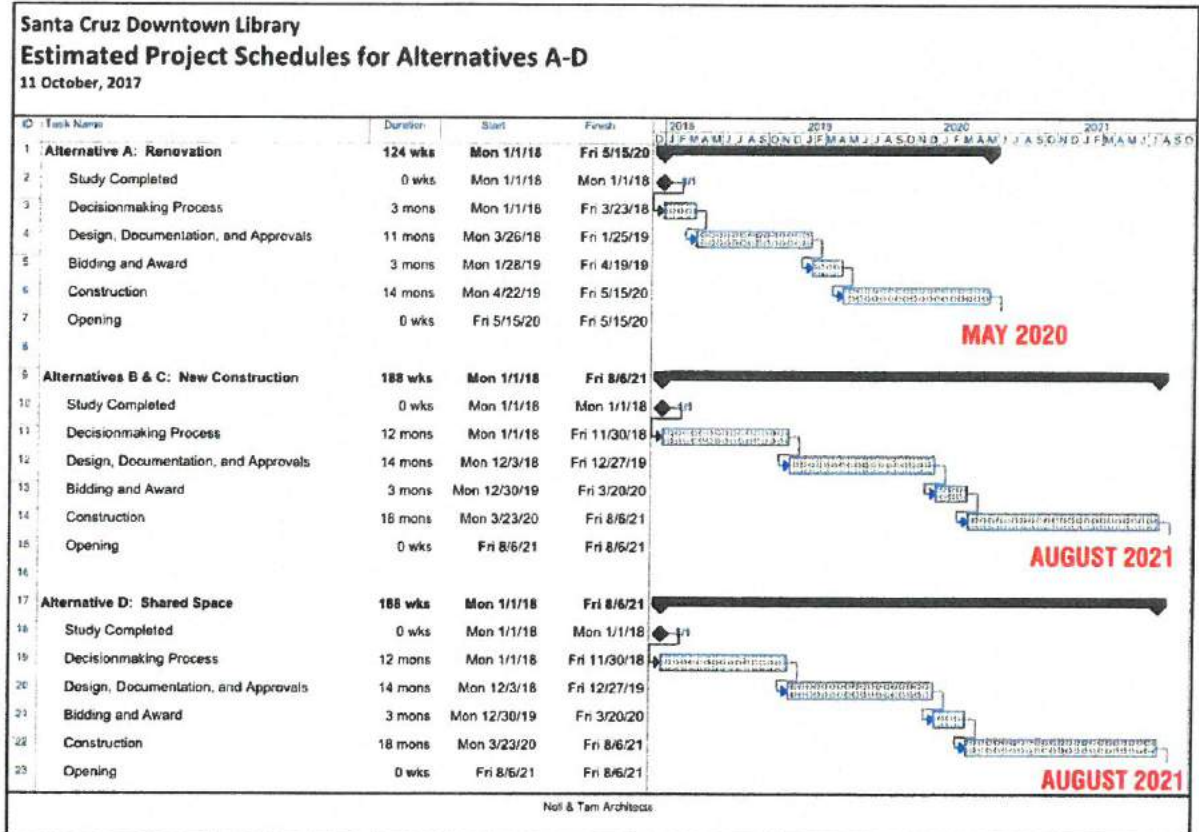 Santa Cruz Downtown Library
Estimated Project Schedules for Alternatives A-D
11 October, 2017
ID Task Name Duration Start Finish 2018 2019 2020 2021
D J F M A M J J A S O N D J F M A M J J A S O N D J F M A M J J A S O N D J F M A M J J A S O
1 Alternative A: Renovation 124 wks Mon 1/1/18 Fri 5/15/20
2 Study Completed 0 wks Mon 1/1/18 Mon 1/1/18 1/1
3 Decisionmaking Process 3 mons Mon 1/1/18 Fri 3/23/18
4 Design, Documentation, and Approvals 11 mons Mon 3/26/18 Fri 1/25/19
5 Bidding and Award 3 mons Mon 1/28/19 Fri 4/19/19
6 Construction 14 mons Mon 4/22/19 Fri 5/15/20
7 Opening 0 wks Fri 5/15/20 Fri 5/15/20
MAY 2020
8
9 Alternatives B & C: New Construction 188 wks Mon 1/1/18 Fri 8/6/21
10 Study Completed 0 wks Mon 1/1/18 Mon 1/1/18 1/1
11 Decisionmaking Process 12 mons Mon 1/1/18 Fri 11/30/18
12 Design, Documentation, and Approvals 14 mons Mon 12/3/18 Fri 12/27/19
13 Bidding and Award 3 mons Mon 12/30/19 Fri 3/20/20
14 Construction 18 mons Mon 3/23/20 Fri 8/6/21
15 Opening 0 wks Fri 8/6/21 Fri 8/6/21
AUGUST 2021
16
17 Alternative D: Shared Space 188 wks Mon 1/1/18 Fri 8/6/21
18 Study Completed 0 wks Mon 1/1/18 Mon 1/1/18 1/1
19 Decisionmaking Process 12 mons Mon 1/1/18 Fri 11/30/18
20 Design, Documentation, and Approvals 14 mons Mon 12/3/18 Fri 12/27/19
21 Bidding and Award 3 mons Mon 12/30/19 Fri 3/20/20
22 Construction 18 mons Mon 3/23/20 Fri 8/6/21
23 Opening 0 wks Fri 8/6/21 Fri 8/6/21
AUGUST 2021
Noll & Tam Architects